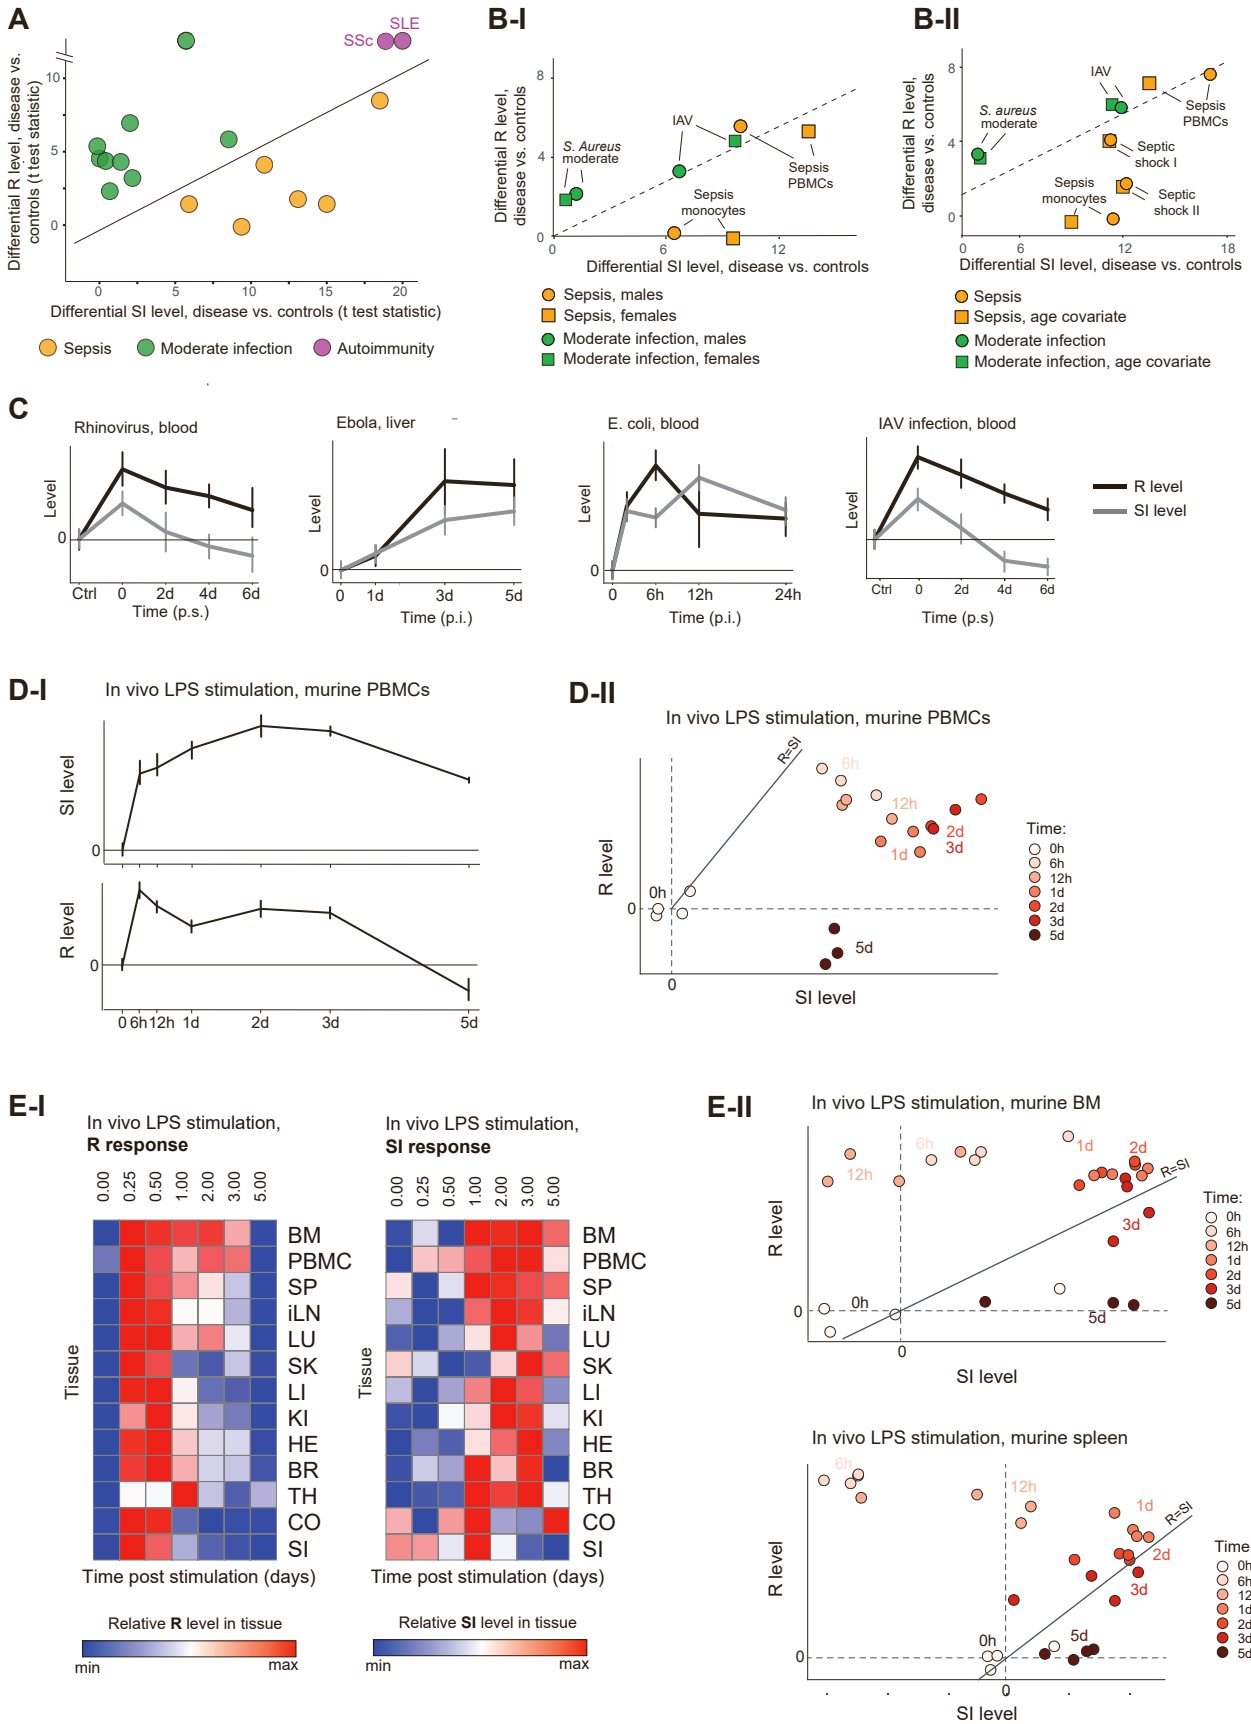 A
Differential R level, disease vs.
controls (t test statistic)
10
5
0
SSc
SLE
0
5
10
15
20
Differential SI level, disease vs. controls (t test statistic)
Sepsis
Moderate infection
Autoimmunity
B-I
Differential R level,
disease vs. controls
8
4
0
IAV
S. Aureus
moderate
Sepsis
PBMCs
Sepsis
monocytes
0
6
12
Differential SI level, disease vs. controls
Sepsis, males
Sepsis, females
Moderate infection, males
Moderate infection, females
B-II
Differential R level,
disease vs. controls
8
4
0
IAV
S. aureus
moderate
Sepsis
PBMCs
Septic
shock I
Sepsis
monocytes
Septic
shock II
0
6
12
18
Differential SI level, disease vs. controls
Sepsis
Sepsis, age covariate
Moderate infection
Moderate infection, age covariate
C
Rhinovirus, blood
Level
0
Ctrl
0
2d
4d
6d
Time (p.s.)
Ebola, liver
Level
0
0
1d
3d
5d
Time (p.i.)
E. coli, blood
Level
0
0
6h
12h
24h
Time (p.i.)
IAV infection, blood
Level
0
Ctrl
0
2d
4d
6d
Time (p.s)
R level
SI level
D-I
In vivo LPS stimulation, murine PBMCs
SI level
0
R level
0
0 6h 12h 1d 2d 3d 5d
D-II
In vivo LPS stimulation, murine PBMCs
R=SI
6h
12h
2d
3d
1d
0h
5d
R level
0
0
SI level
Time:
0h
6h
12h
1d
2d
3d
5d
E-I
In vivo LPS stimulation,
R response
0.00 0.25 0.50 1.00 2.00 3.00 5.00
Tissue
BM
PBMC
SP
iLN
LU
SK
LI
KI
HE
BR
TH
CO
SI
Time post stimulation (days)
Relative R level in tissue
min
max
In vivo LPS stimulation,
SI response
0.00 0.25 0.50 1.00 2.00 3.00 5.00
Tissue
BM
PBMC
SP
iLN
LU
SK
LI
KI
HE
BR
TH
CO
SI
Time post stimulation (days)
Relative SI level in tissue
min
max
E-II
In vivo LPS stimulation, murine BM
6h
12h
1d
2d
R=SI
3d
0h
5d
R level
0
0
SI level
Time:
0h
6h
12h
1d
2d
3d
5d
In vivo LPS stimulation, murine spleen
6h
12h
1d
R=SI
2d
3d
0h
5d
R level
0
0
SI level
Time:
0h
6h
12
1d
2d
3d
5d